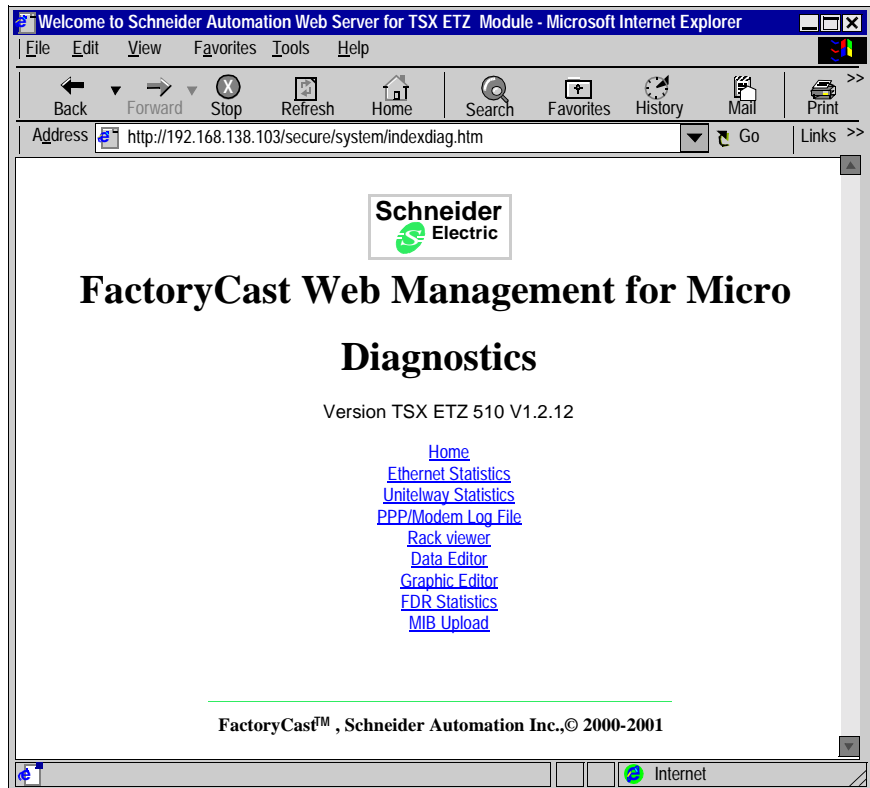 Welcome to Schneider Automation Web Server for TSX ETZ Module - Microsoft Internet Explorer
File Edit View Favorites Tools Help
Back Forward Stop Refresh Home Search Favorites History Mail Print >>
Address http://192.168.138.103/secure/system/indexdiag.htm Go Links >>
Schneider
Electric
FactoryCast Web Management for Micro
Diagnostics
Version TSX ETZ 510 V1.2.12
Home
Ethernet Statistics
Unitelway Statistics
PPP/Modem Log File
Rack viewer
Data Editor
Graphic Editor
FDR Statistics
MIB Upload
FactoryCast™ , Schneider Automation Inc.,© 2000-2001
Internet